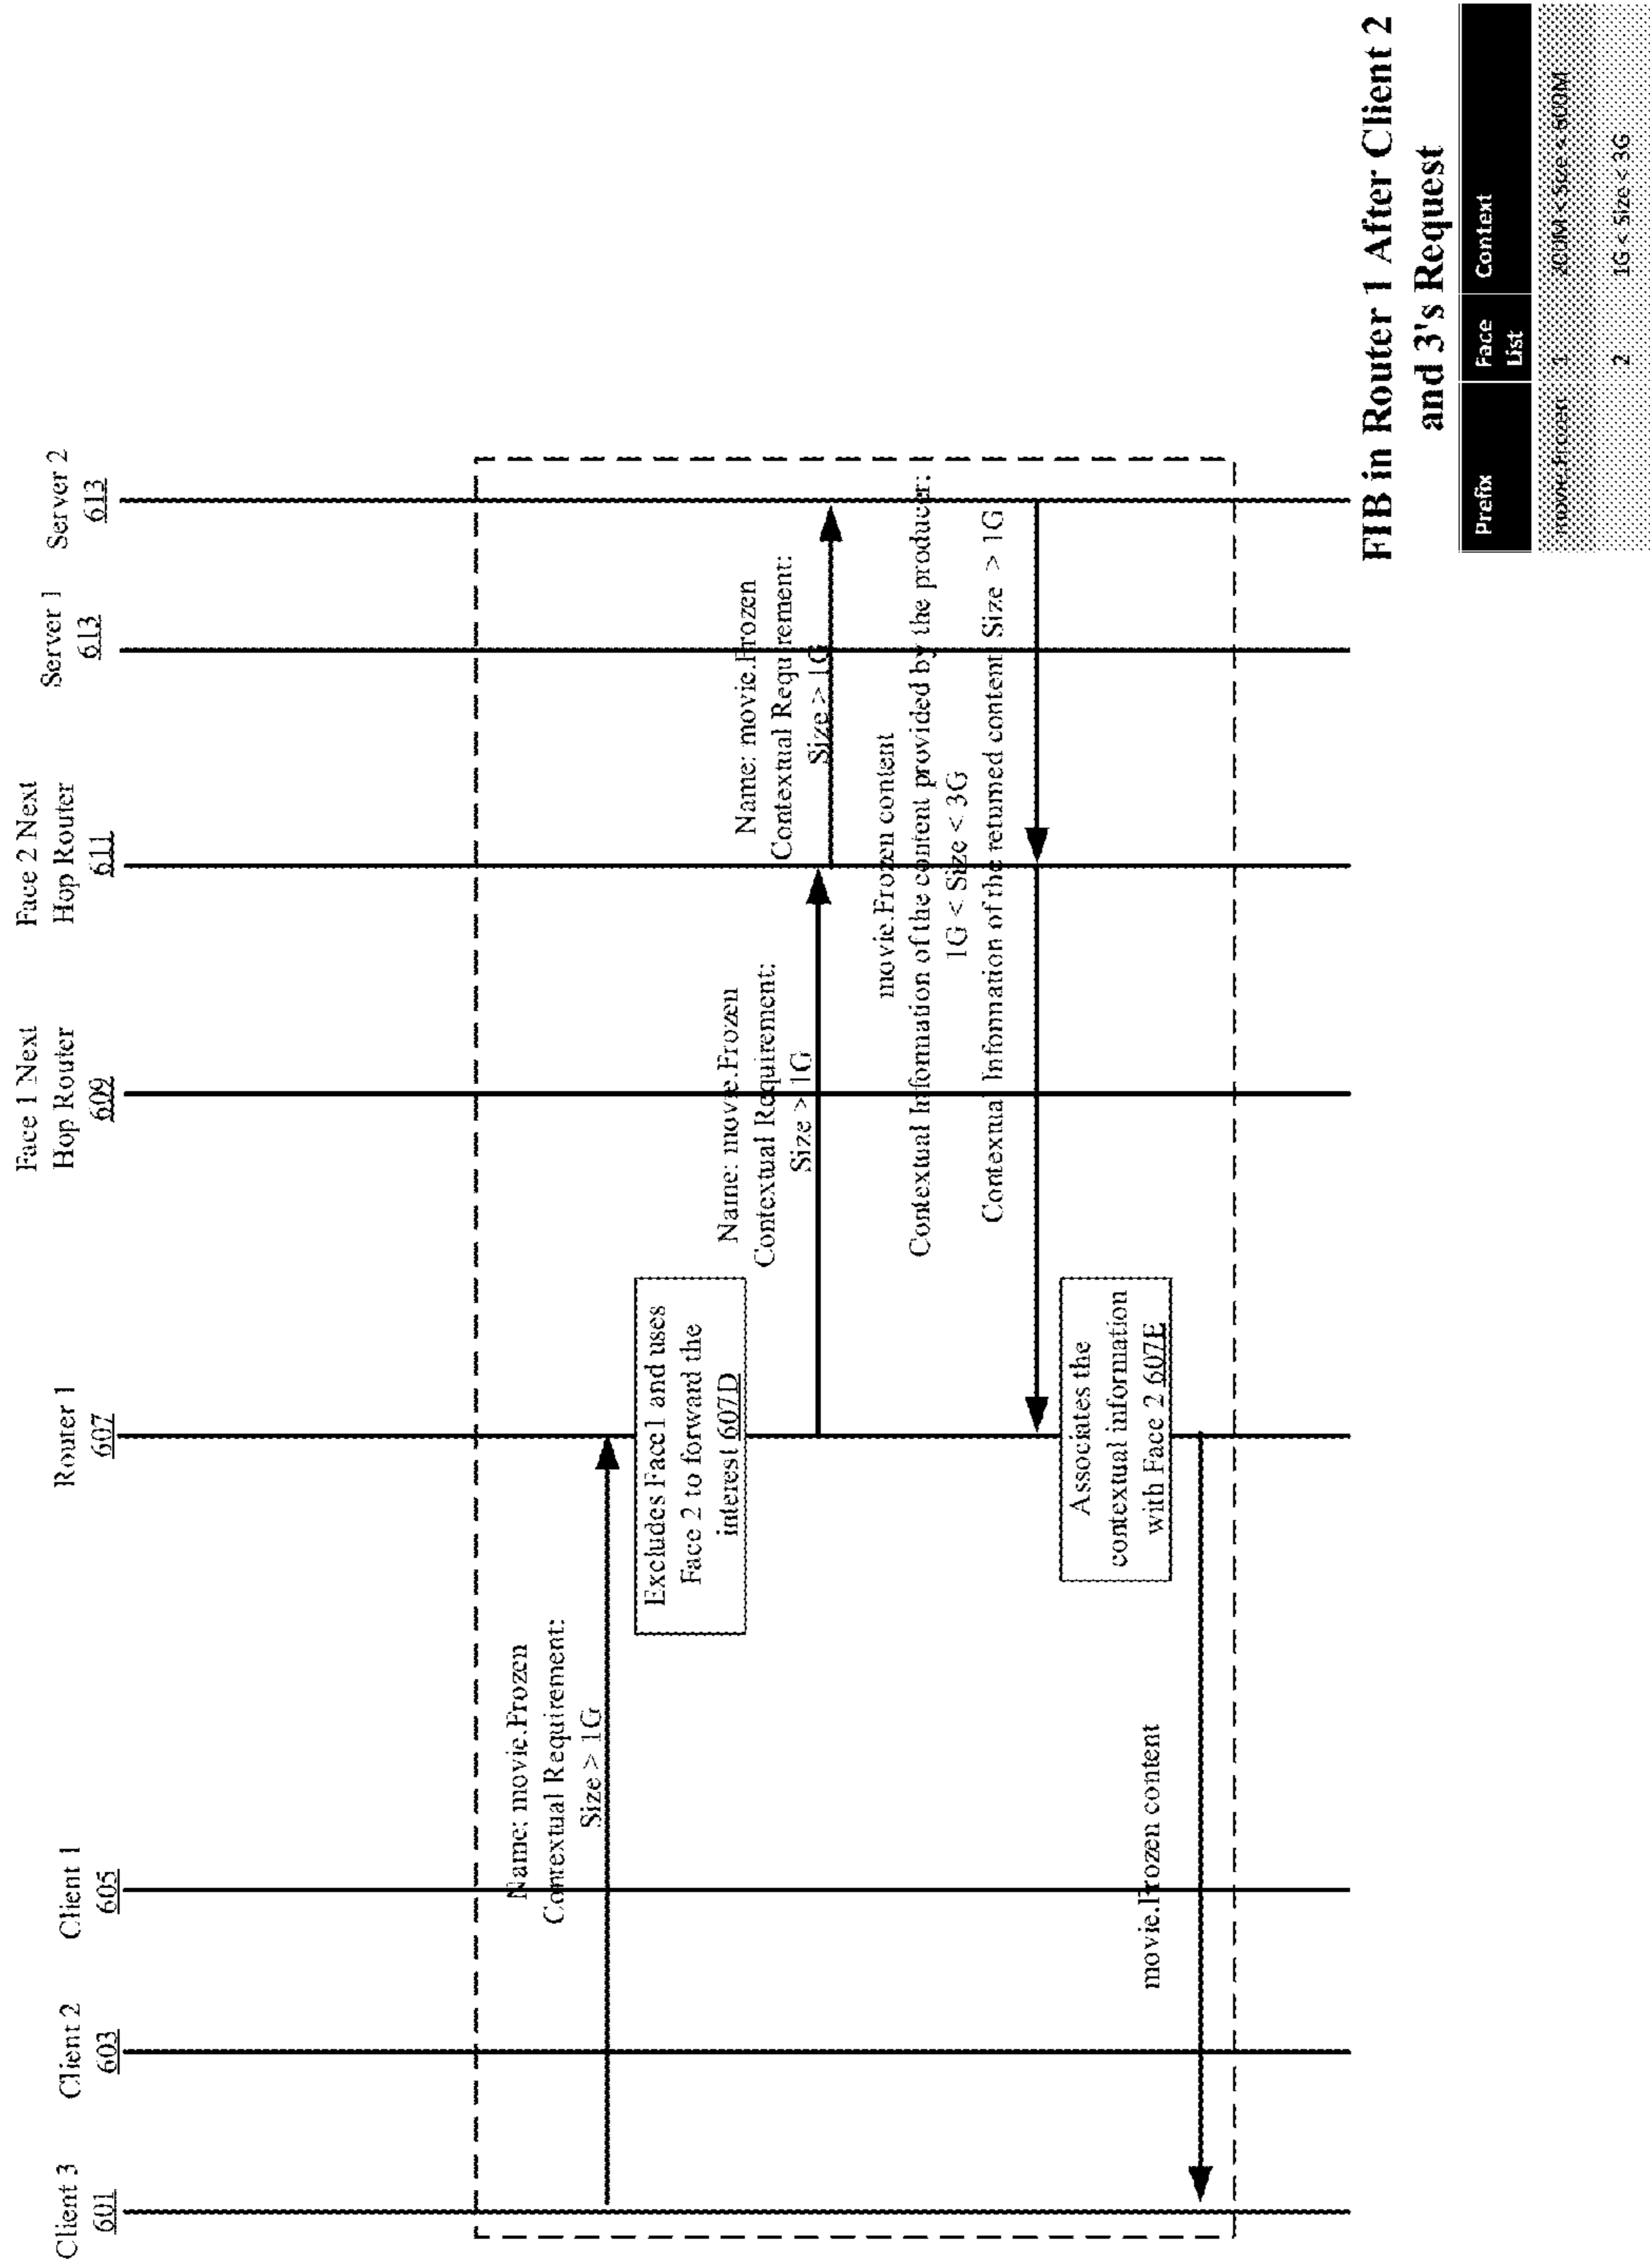 Client 3
601
Client 2
603
Client 1
605
Router 1
607
Face 1 Next
Hop Router
609
Face 2 Next
Hop Router
611
Server 1
613
Server 2
613
Name: movie.Frozen
Contextual Requirement:
Size > 1G
Excludes Face1 and uses
Face 2 to forward the
interest 607D
Name: movie.Frozen
Contextual Requirement:
Size > 1G
Name: movie.Frozen
Contextual Requirement:
Size > 1G
movie.Frozen content
Contextual Information of the content provided by the producer:
1G < Size < 3G
Contextual Information of the returned content Size > 1G
Associates the
contextual information
with Face 2 607E
movie.Frozen content
FIB in Router 1 After Client 2
and 3's Request
Prefix Face List Context
movie.Frozen 1 200M < Size < 600M
2 1G < Size < 3G